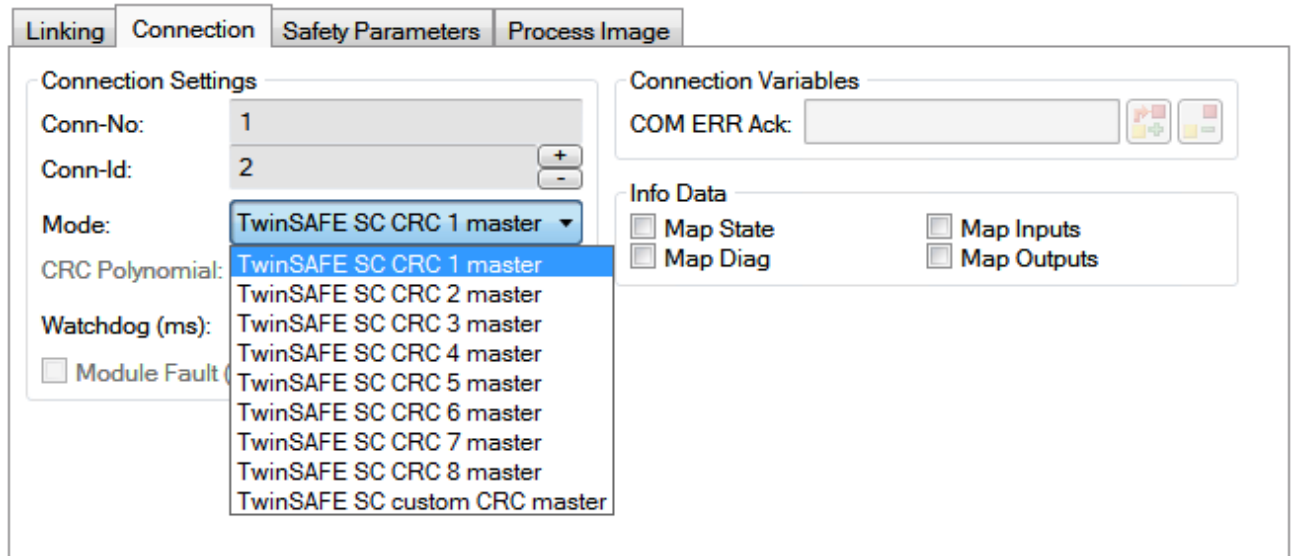 Linking Connection Safety Parameters Process Image
Connection Settings
Conn-No: 1
Conn-Id: 2 + -
Mode: TwinSAFE SC CRC 1 master
CRC Polynomial: TwinSAFE SC CRC 1 master
TwinSAFE SC CRC 2 master
Watchdog (ms): TwinSAFE SC CRC 3 master
TwinSAFE SC CRC 4 master
Module Fault ( TwinSAFE SC CRC 5 master
TwinSAFE SC CRC 6 master
TwinSAFE SC CRC 7 master
TwinSAFE SC CRC 8 master
TwinSAFE SC custom CRC master
Connection Variables
COM ERR Ack:
Info Data
Map State Map Inputs
Map Diag Map Outputs